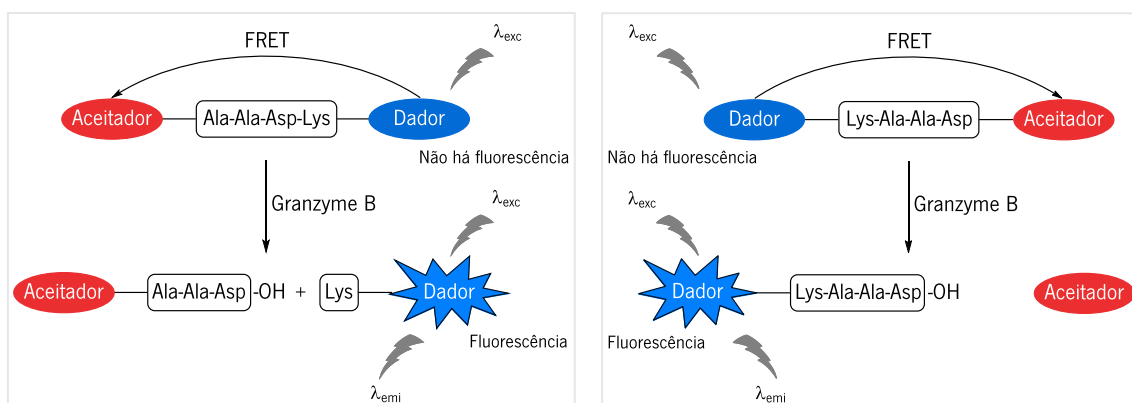 λexc
FRET
Aceitador
Ala-Ala-Asp-Lys
Dador
Não há fluorescência
Granzyme B
λexc
Aceitador
Ala-Ala-Asp
-OH
+
Lys
Dador
Fluorescência
λemi
λexc
FRET
Dador
Lys-Ala-Ala-Asp
Aceitador
Não há fluorescência
Granzyme B
λexc
Dador
Lys-Ala-Ala-Asp
-OH
Aceitador
Fluorescência
λemi